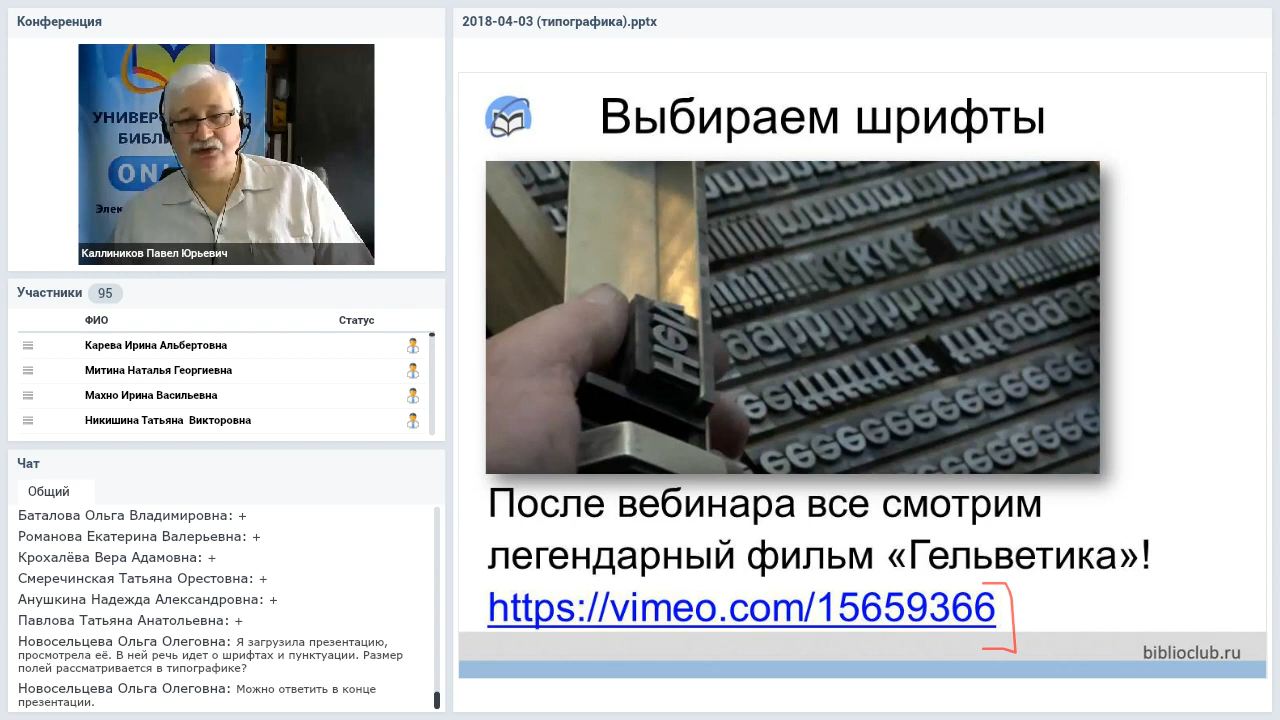 Конференция
УНИВЕР
БИБЛ
ON
Элек
Каллиников Павел Юрьевич
Участники 95
ФИО Статус
Карева Ирина Альбертовна
Митина Наталья Георгиевна
Махно Ирина Васильевна
Никишина Татьяна Викторовна
Чат
Общий
Баталова Ольга Владимировна: +
Романова Екатерина Валерьевна: +
Крохалёва Вера Адамовна: +
Смеречинская Татьяна Орестовна: +
Анушкина Надежда Александровна: +
Павлова Татьяна Анатольевна: +
Новосельцева Ольга Олеговна: Я загрузила презентацию,
просмотрела её. В ней речь идет о шрифтах и пунктуации. Размер
полей рассматривается в типографике?
Новосельцева Ольга Олеговна: Можно ответить в конце
презентации.
2018-04-03 (типографика).pptx
Выбираем шрифты
После вебинара все смотрим
легендарный фильм «Гельветика»!
https://vimeo.com/15659366
biblioclub.ru